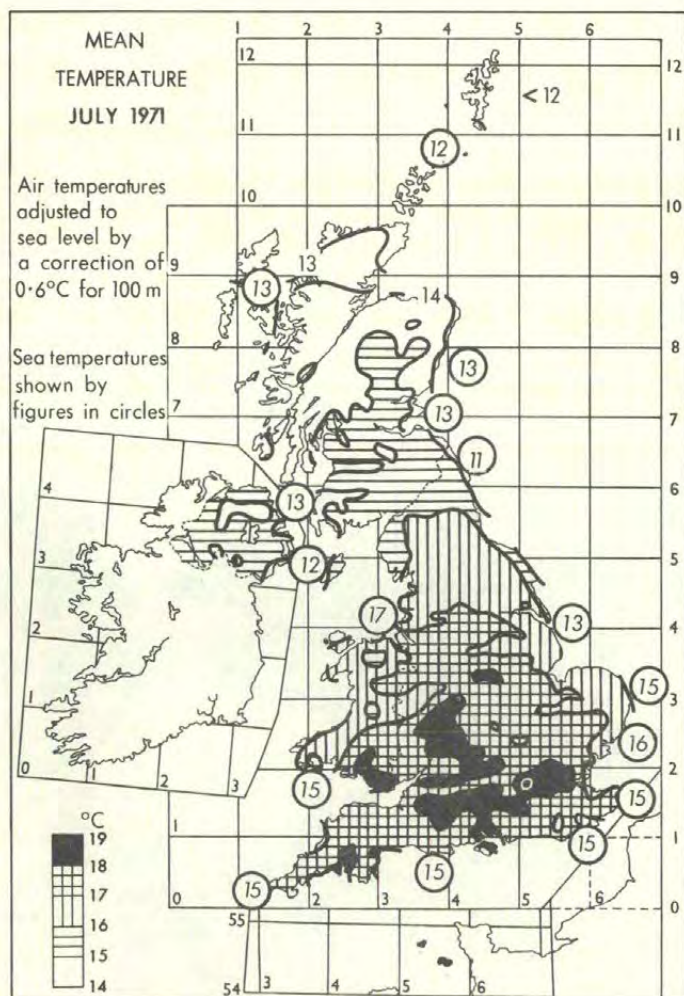 MEAN
TEMPERATURE
JULY 1971
Air temperatures
adjusted to
sea level by
a correction of
0·6°C for 100 m
Sea temperatures
shown by
figures in circles
1 2 3 4 5 6
12 12
11 11
10 10
9 9
8 8
7 7
6
5
4
3
2
1
0
< 12
12
13
13
14
13
13
11
13
12
17
13
15
16
15
15
15
15
15
4
3
2
1
0 1 2 3
0 2 3 4 5 6
1
0
55
54 3 4 5 6
°C
19
18
17
16
15
14